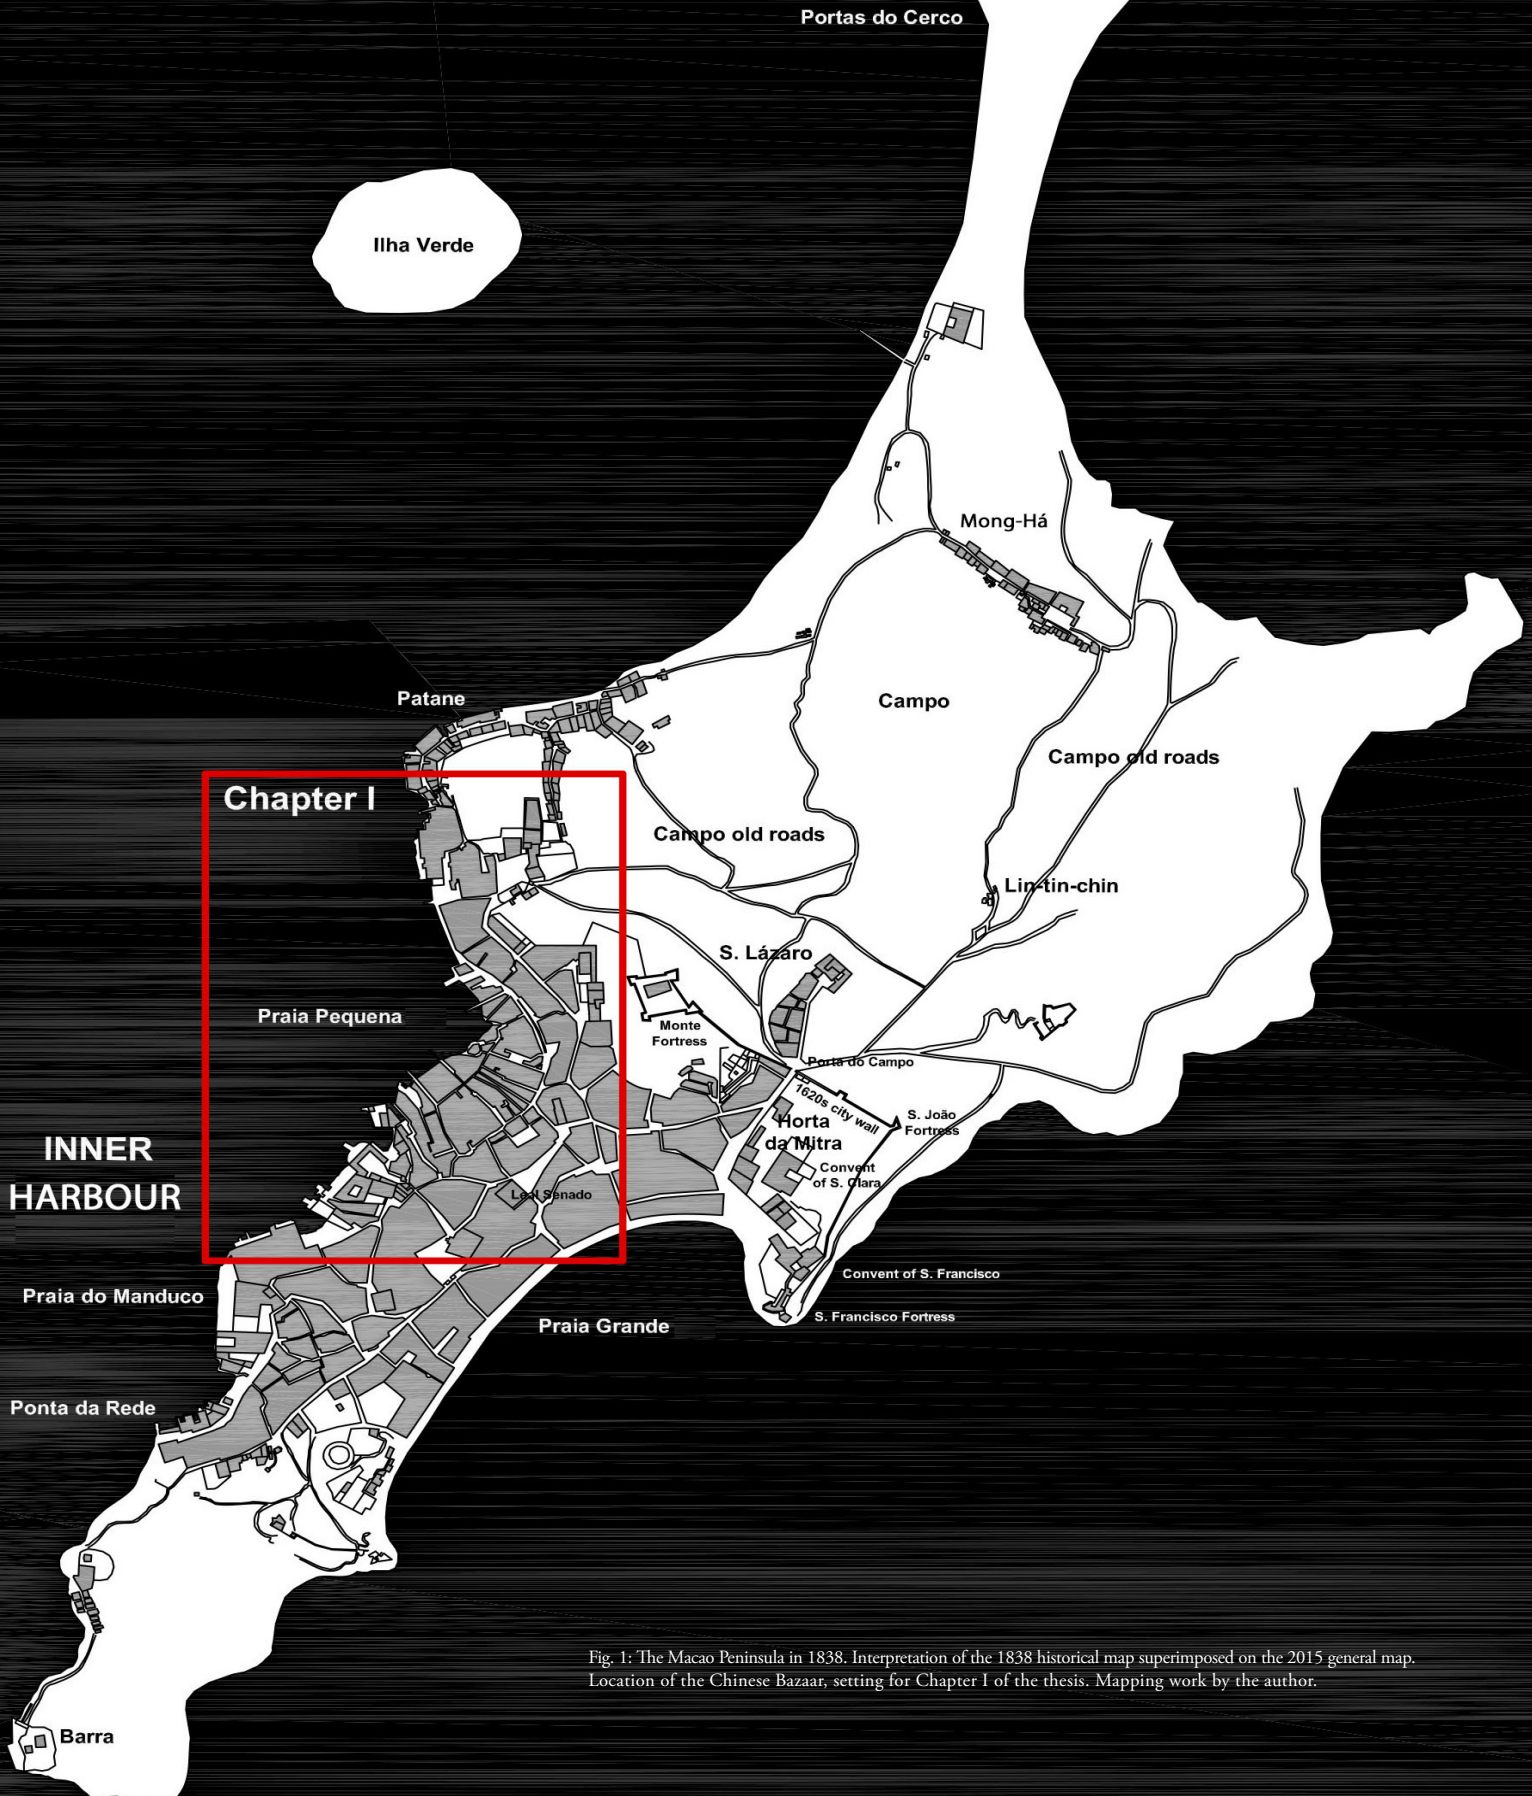 Portas do Cerco
Ilha Verde
Mong-Há
Patane
Campo
Campo old roads
Chapter I
Campo old roads
Lin-tin-chin
S. Lázaro
Praia Pequena
Monte
Fortress
Porta do Campo
1620s city wall
S. João
Fortress
Horta
da Mitra
INNER
HARBOUR
Convent
of S. Clara
Leal Senado
Convent of S. Francisco
Praia do Manduco
S. Francisco Fortress
Praia Grande
Ponta da Rede
Fig. 1: The Macao Peninsula in 1838. Interpretation of the 1838 historical map superimposed on the 2015 general map.
Location of the Chinese Bazaar, setting for Chapter I of the thesis. Mapping work by the author.
Barra